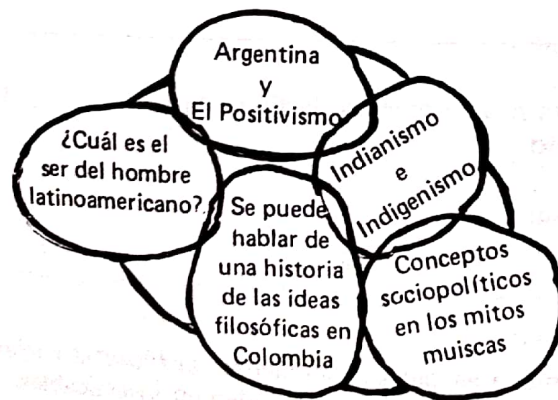 Argentina
y
El Positivismo
¿Cuál es el
ser del hombre
latinoamericano?
Indianismo
e
Indigenismo
Se puede
hablar de
una historia
de las ideas
filosóficas en
Colombia
Conceptos
sociopolíticos
en los mitos
muiscas